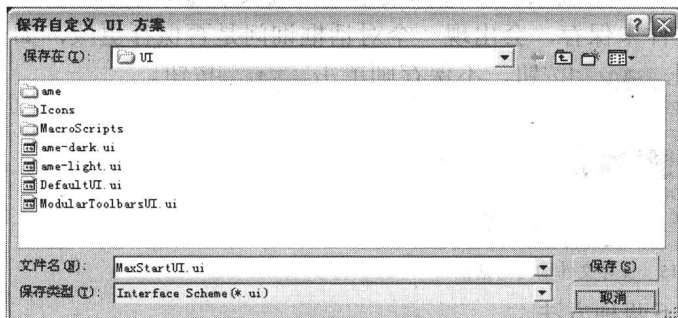 保存自定义 UI 方案
保存在(I): UI
ame
Icons
MacroScripts
ame-dark.ui
ame-light.ui
DefaultUI.ui
ModularToolbarsUI.ui
文件名(N): MaxStartUI.ui 保存(S)
保存类型(T): Interface Scheme(*.ui) 取消